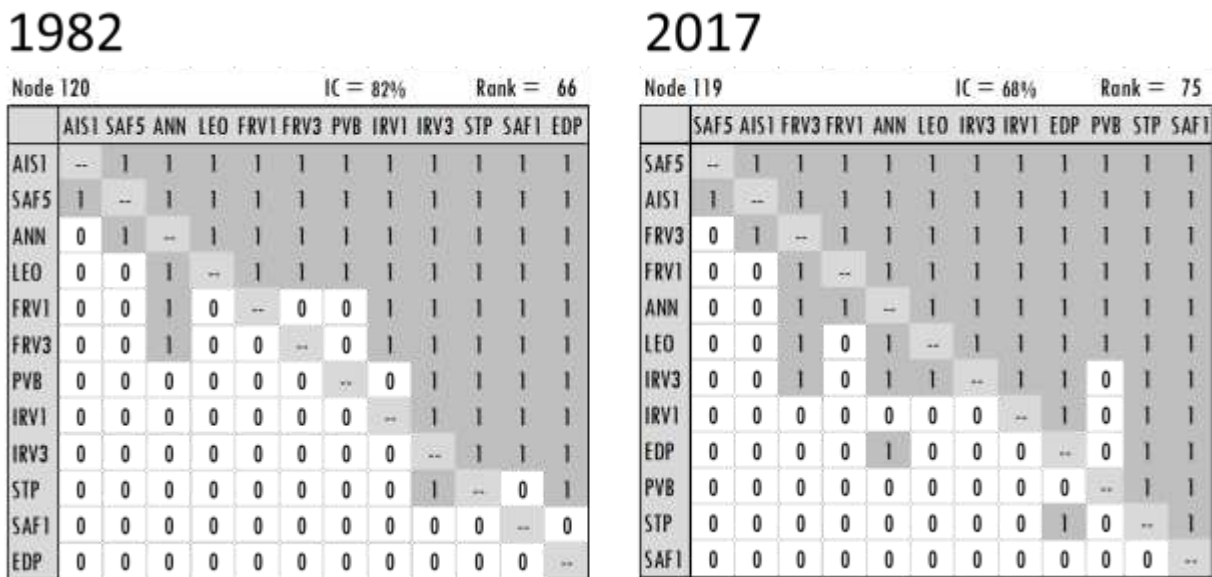 1982
Node 120 IC = 82% Rank = 66
AIS1 SAF5 ANN LEO FRV1 FRV3 PVB IRV1 IRV3 STP SAF1 EDP
AIS1 -- 1 1 1 1 1 1 1 1 1 1 1
SAF5 1 -- 1 1 1 1 1 1 1 1 1 1
ANN 0 1 -- 1 1 1 1 1 1 1 1 1
LEO 0 0 1 -- 1 1 1 1 1 1 1 1
FRV1 0 0 1 0 -- 0 0 1 1 1 1 1
FRV3 0 0 1 0 0 -- 0 1 1 1 1 1
PVB 0 0 0 0 0 0 -- 0 1 1 1 1
IRV1 0 0 0 0 0 0 0 -- 1 1 1 1
IRV3 0 0 0 0 0 0 0 0 -- 1 1 1
STP 0 0 0 0 0 0 0 0 1 -- 0 1
SAF1 0 0 0 0 0 0 0 0 0 0 -- 0
EDP 0 0 0 0 0 0 0 0 0 0 0 --
2017
Node 119 IC = 68% Rank = 75
SAF5 AIS1 FRV3 FRV1 ANN LEO IRV3 IRV1 EDP PVB STP SAF1
SAF5 -- 1 1 1 1 1 1 1 1 1 1 1
AIS1 1 -- 1 1 1 1 1 1 1 1 1 1
FRV3 0 1 -- 1 1 1 1 1 1 1 1 1
FRV1 0 0 1 -- 1 1 1 1 1 1 1 1
ANN 0 0 1 1 -- 1 1 1 1 1 1 1
LEO 0 0 1 0 1 -- 1 1 1 1 1 1
IRV3 0 0 1 0 1 1 -- 1 1 0 1 1
IRV1 0 0 0 0 0 0 0 -- 1 0 1 1
EDP 0 0 0 0 1 0 0 0 -- 0 1 1
PVB 0 0 0 0 0 0 0 0 0 -- 1 1
STP 0 0 0 0 0 0 0 0 1 0 -- 1
SAF1 0 0 0 0 0 0 0 0 0 0 0 --